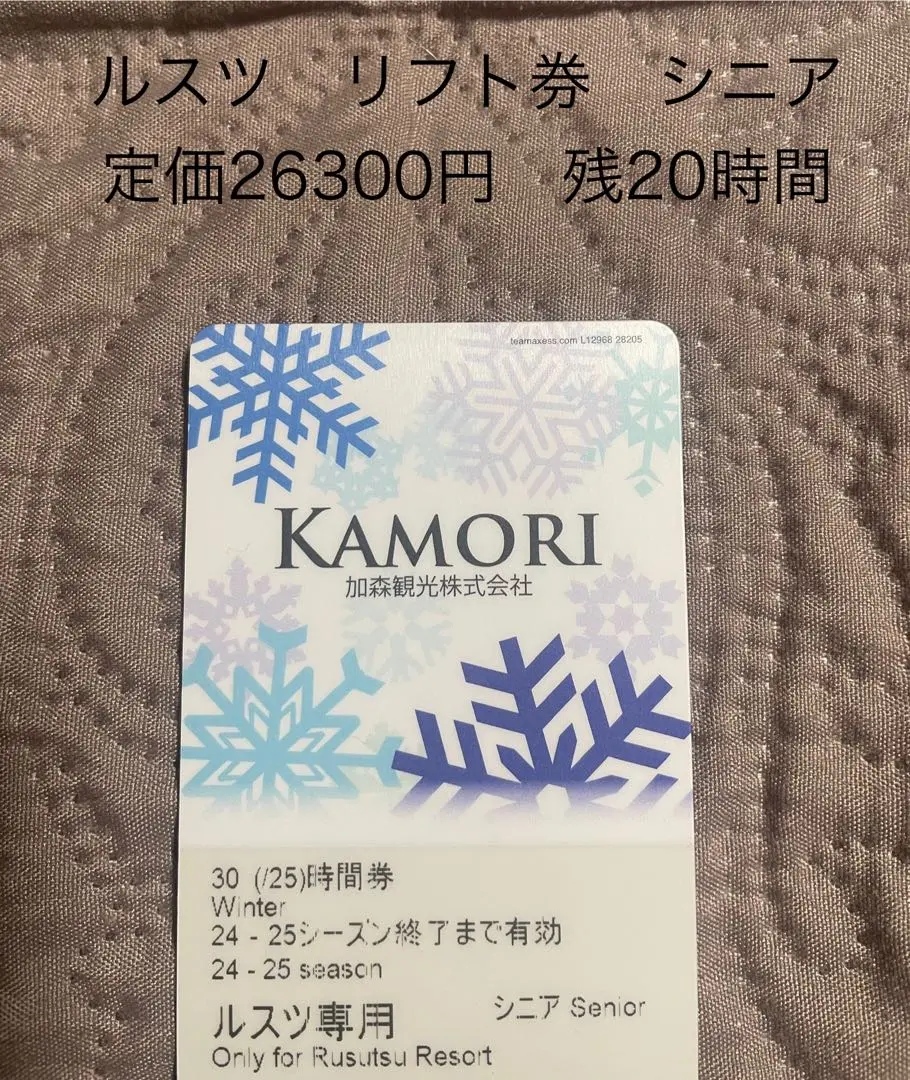 ルスツ　リフト券　シニア
定価26300円　残20時間
teamaxess.com L12968 28205
KAMORI
加森観光株式会社
30 (/25)時間券
Winter
24 - 25シーズン終了まで有効
24 - 25 season
ルスツ専用　シニア Senior
Only for Rusutsu Resort